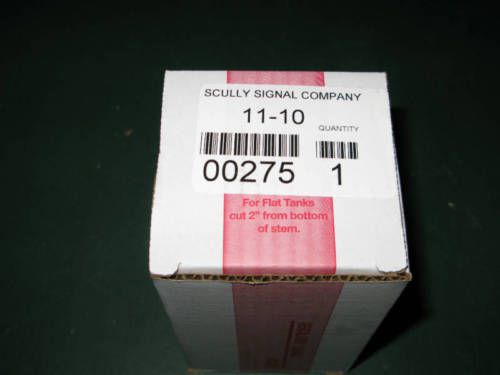 SCULLY SIGNAL COMPANY
11-10
QUANTITY
00275 1
For Flat Tanks
cut 2" from bottom
of stem.